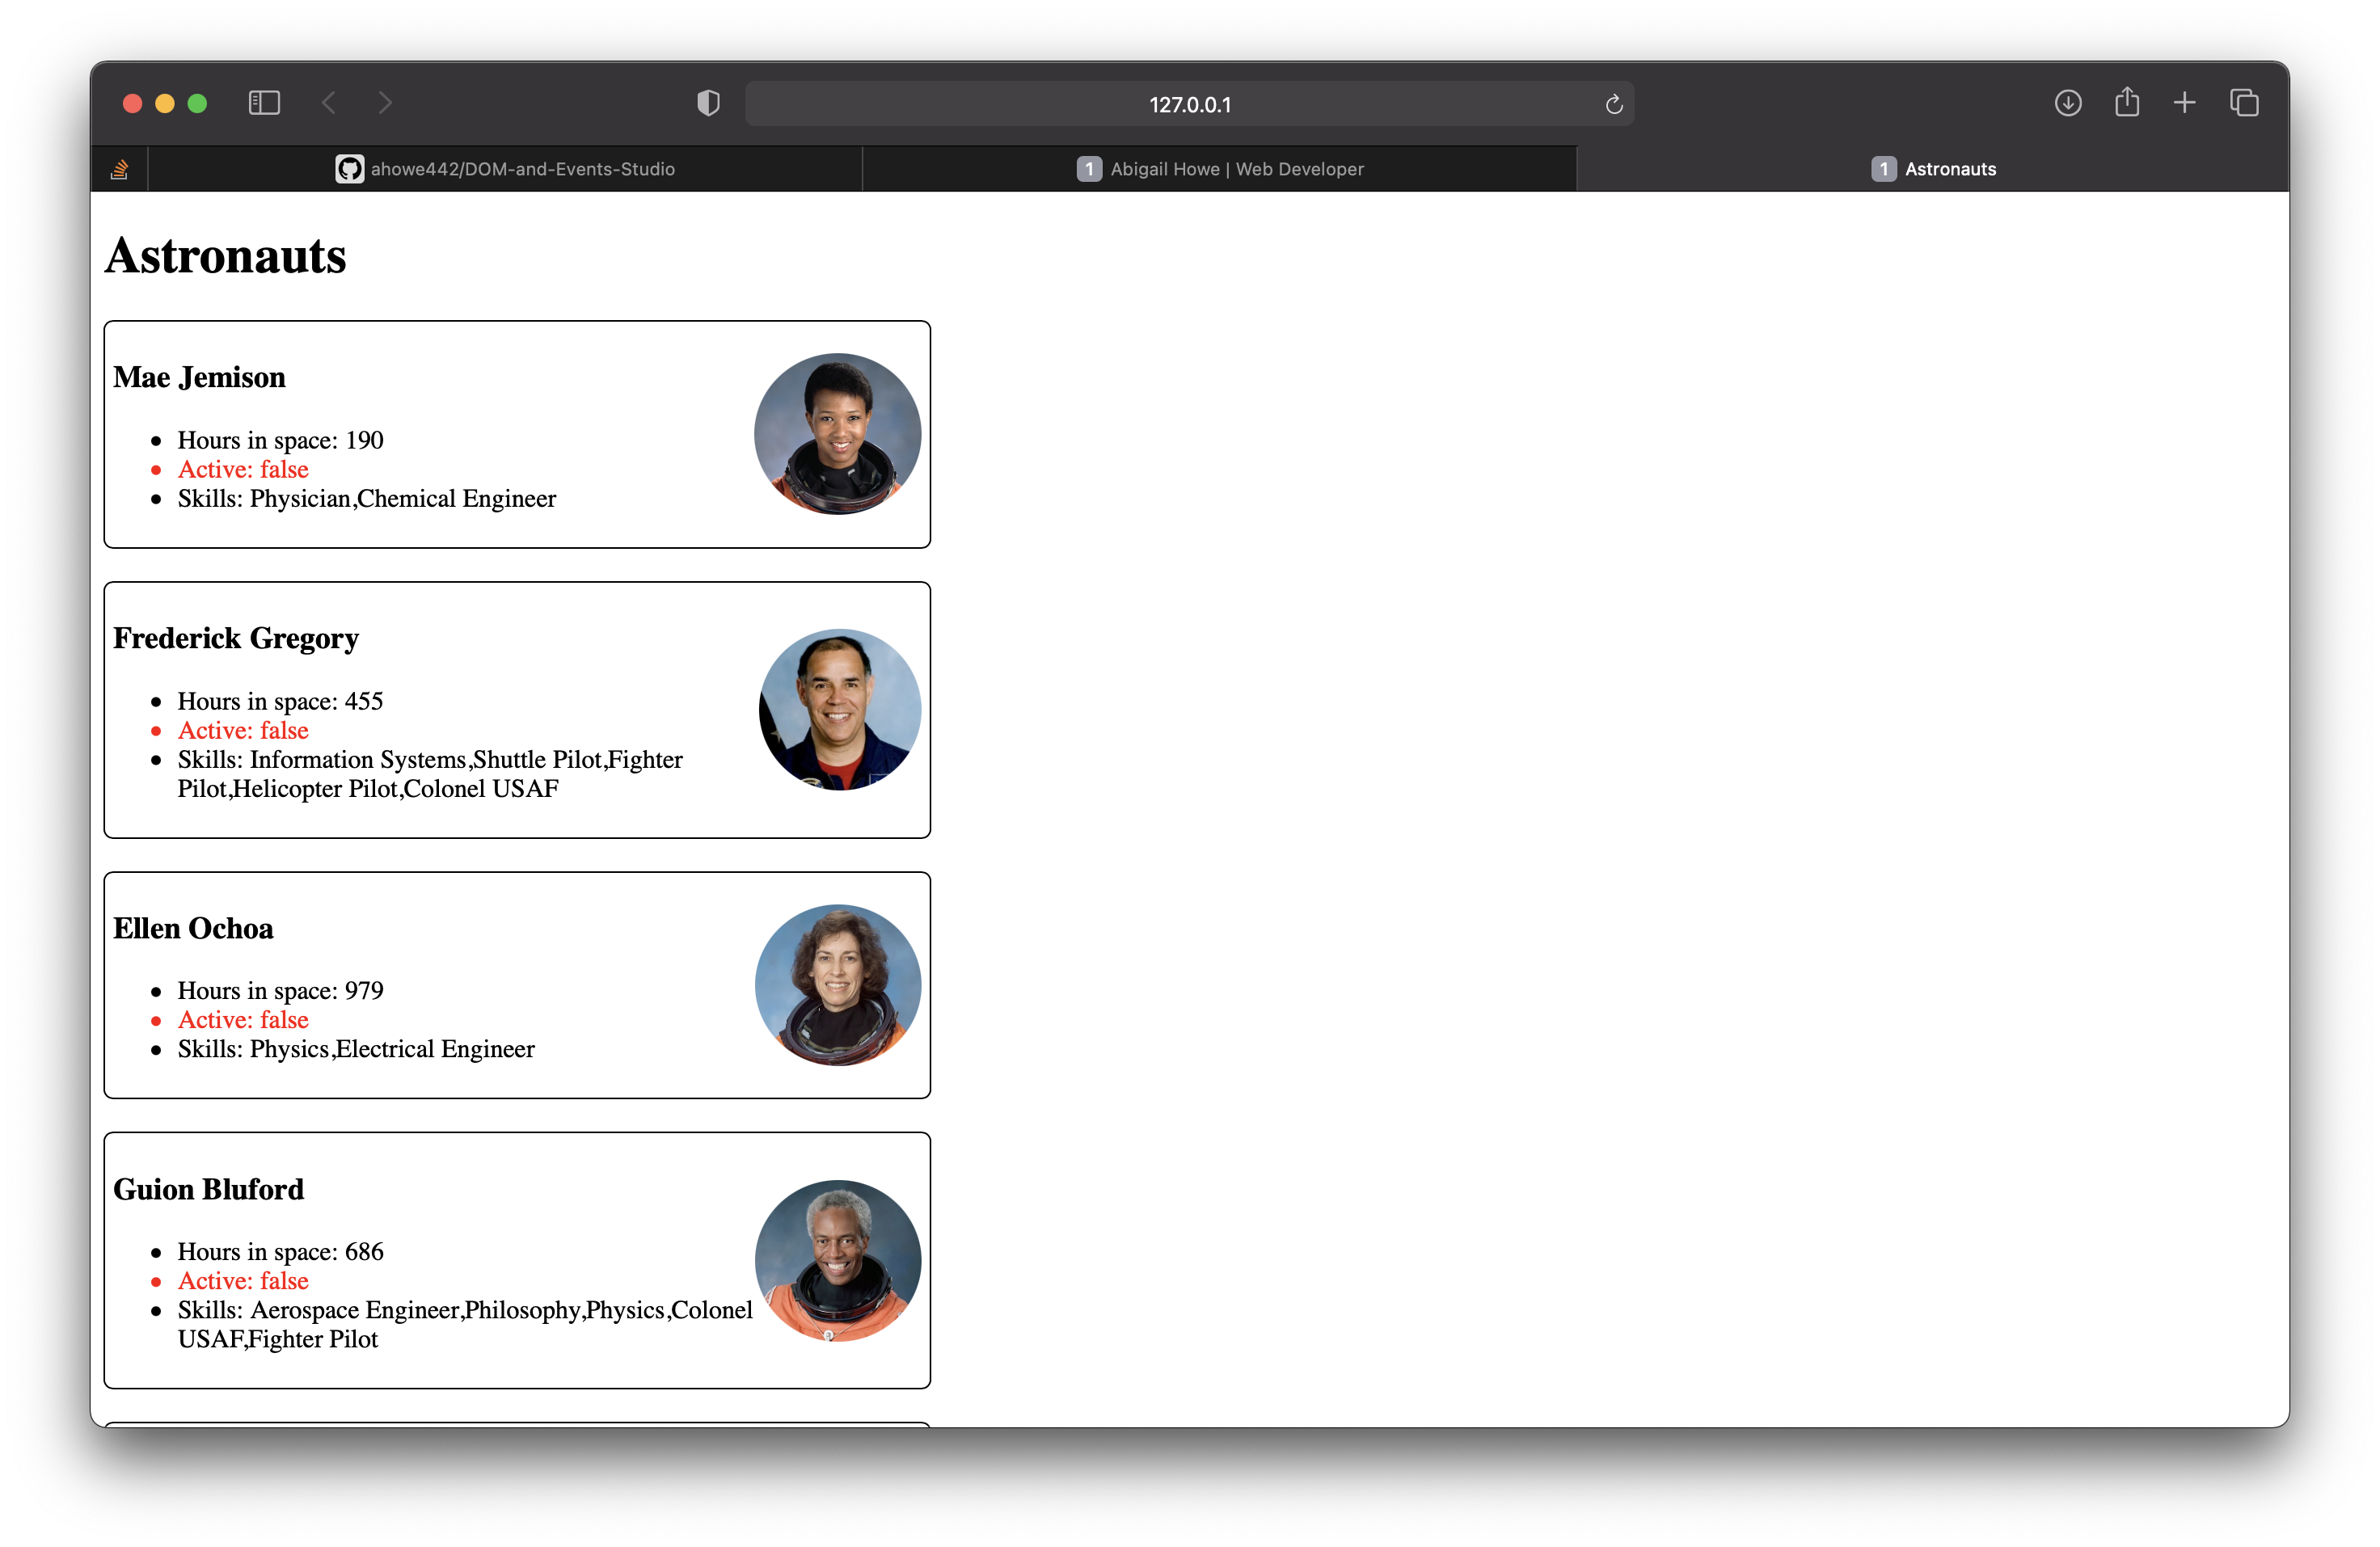 127.0.0.1
ahowe442/DOM-and-Events-Studio
1 Abigail Howe | Web Developer
1 Astronauts
Astronauts
Mae Jemison
Hours in space: 190
Active: false
Skills: Physician,Chemical Engineer
Frederick Gregory
Hours in space: 455
Active: false
Skills: Information Systems,Shuttle Pilot,Fighter
Pilot,Helicopter Pilot,Colonel USAF
Ellen Ochoa
Hours in space: 979
Active: false
Skills: Physics,Electrical Engineer
Guion Bluford
Hours in space: 686
Active: false
Skills: Aerospace Engineer,Philosophy,Physics,Colonel
USAF,Fighter Pilot